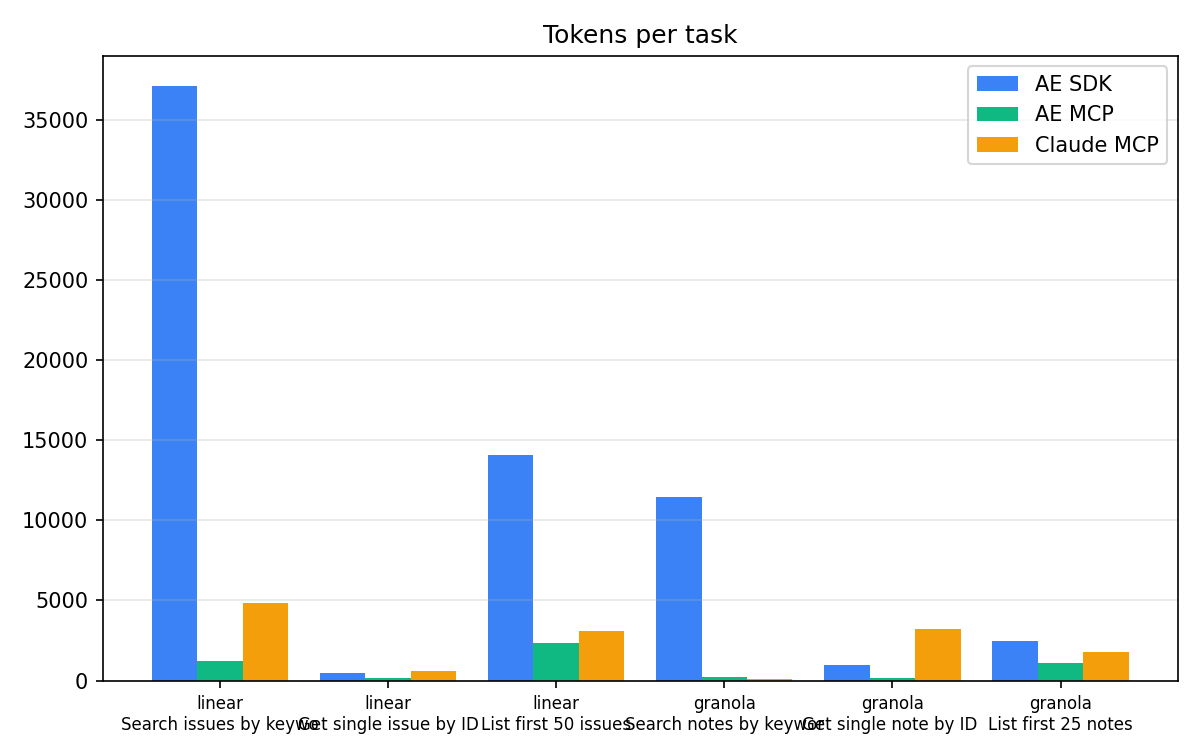 Tokens per task
AE SDK
AE MCP
Claude MCP
35000
30000
25000
20000
15000
10000
5000
0
linear
linear
linear
granola
granola
granola
Search issues by keywo
Get single issue by ID
List first 50 issues
Search notes by keywor
Get single note by ID
List first 25 notes